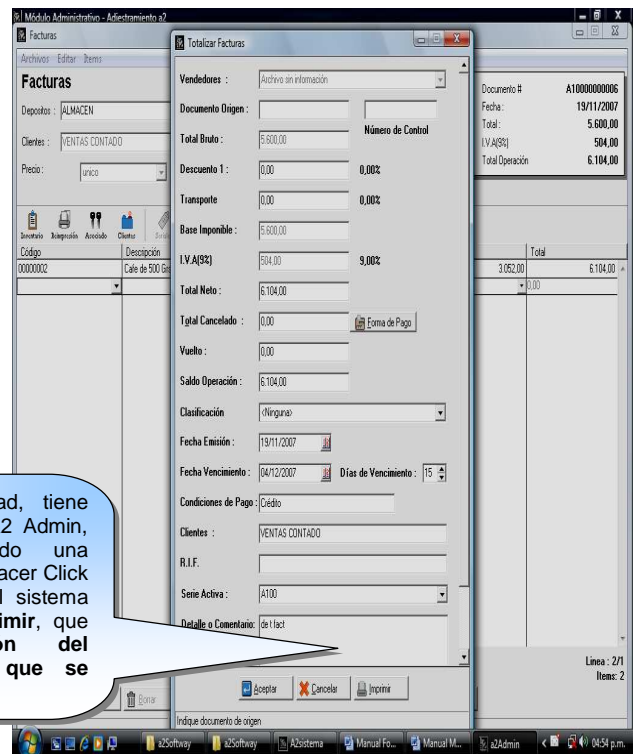 Módulo Administrativo - Adiestramiento a2
Facturas
Archivos Editar Items
Facturas
Depositos : ALMACEN
Clientes : VENTAS CONTADO
Precio : unico
Inventario Reimpresión Asociado Clientes
Código Descripción Total
00000002 Cafe de 500 3.052,00 6.104,00
0,00
Documento # A10000000006
Fecha : 19/11/2007
Total : 5.600,00
I.V.A(9%) 504,00
Total Operación 6.104,00
Totalizar Facturas
Vendedores : Archivo sin información
Documento Origen :
Número de Control
Total Bruto : 5.600,00
Descuento 1 : 0,00 0,00%
Transporte 0,00 0,00%
Base Imponible : 5.600,00
I.V.A(9%) 504,00 9,00%
Total Neto : 6.104,00
Total Cancelado : 0,00 Forma de Pago
Vuelto : 0,00
Saldo Operación : 6.104,00
Clasificación <Ninguna>
Fecha Emisión : 19/11/2007
Fecha Vencimiento : 04/12/2007 Días de Vencimiento : 15
Condiciones de Pago : Crédito
Clientes : VENTAS CONTADO
R.I.F.
Serie Activa : A100
Detalle o Comentario: de t fact
Aceptar Cancelar Imprimir
Indique documento de origen
ad, tiene
2 Admin,
do una
acer Click
l sistema
imir, que
on del
que se
Borrar
Linea : 2/1
Items: 2
a2Softway a2Softway A2sistema Manual Fo... Manual M... a2Admin 04:54 p.m.